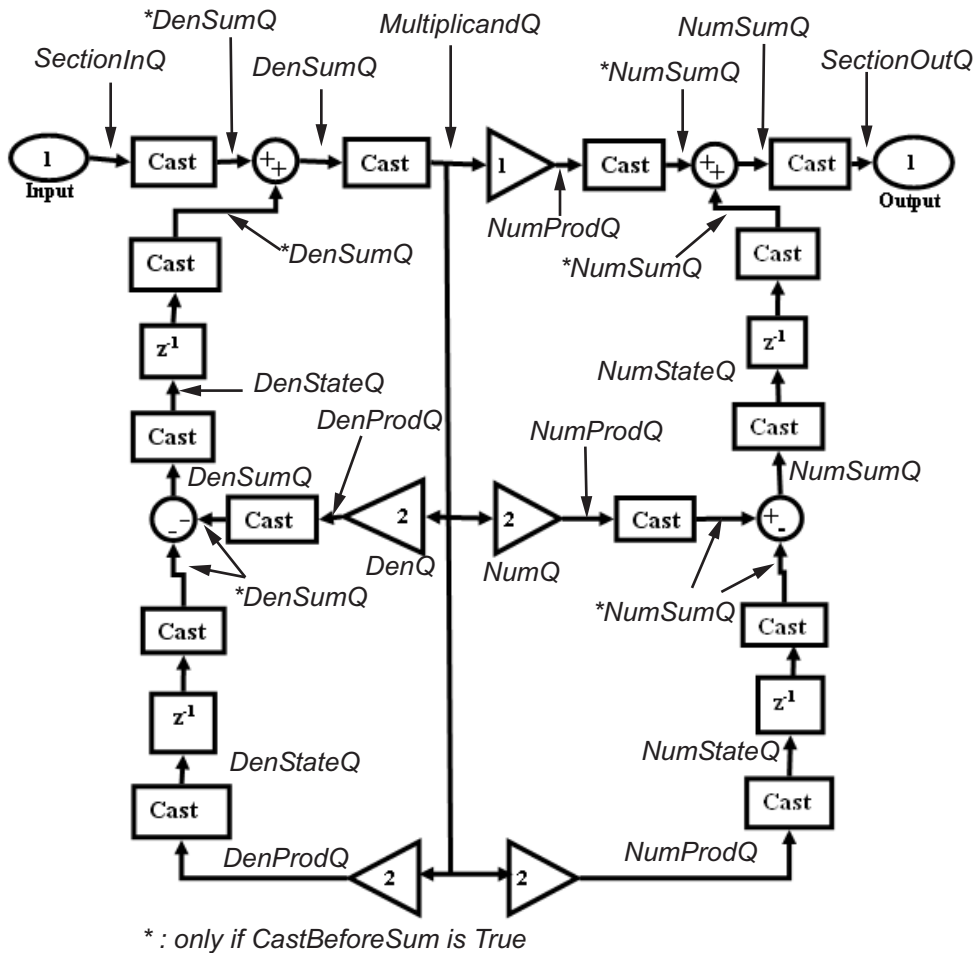 *DenSumQ
MultiplicandQ
NumSumQ
SectionInQ
DenSumQ
*NumSumQ
SectionOutQ
1
Cast
++
Cast
1
Cast
++
Cast
1
Input
Output
NumProdQ
*DenSumQ
*NumSumQ
Cast
Cast
z-1
z-1
DenStateQ
NumStateQ
DenProdQ
NumProdQ
Cast
Cast
DenSumQ
NumSumQ
--
Cast
2
2
Cast
+-
DenQ
NumQ
*DenSumQ
*NumSumQ
Cast
Cast
z-1
z-1
DenStateQ
NumStateQ
Cast
Cast
DenProdQ
NumProdQ
2
2
* : only if CastBeforeSum is True